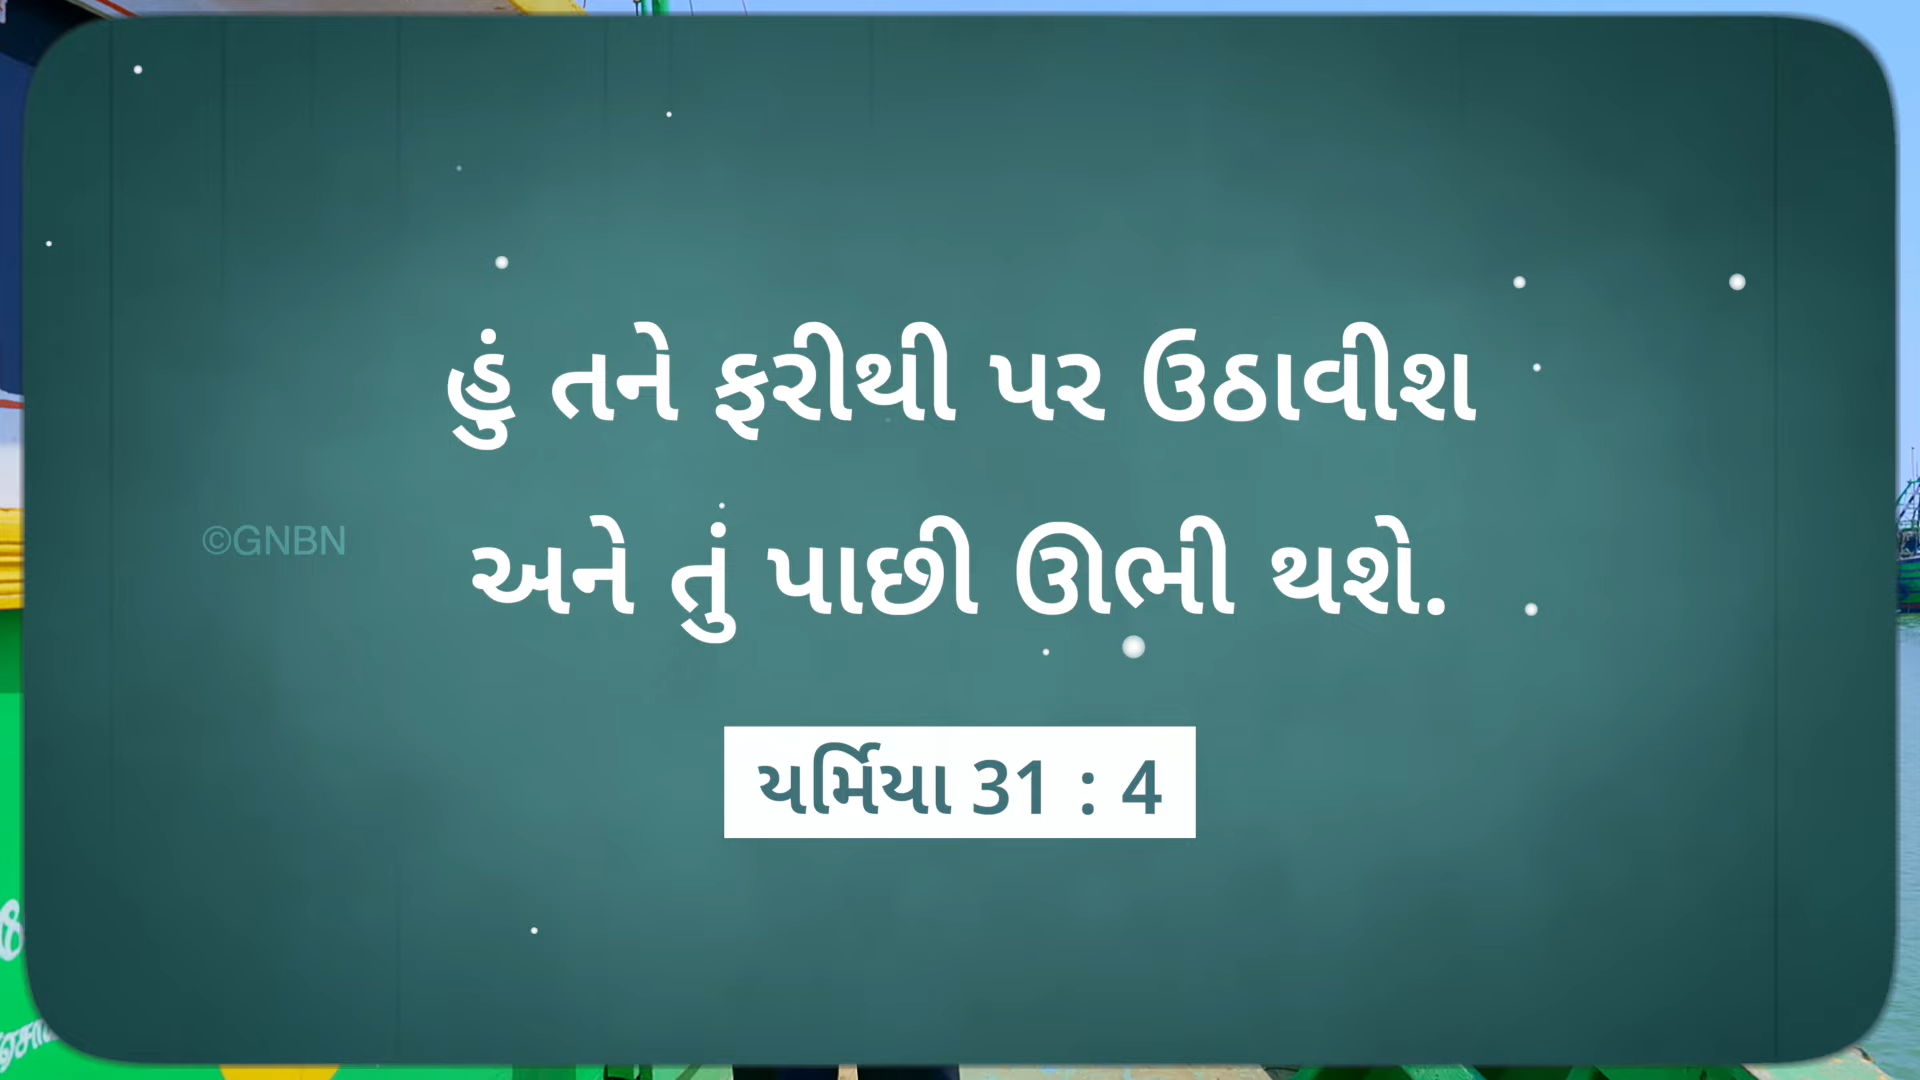 હું તને ફરીથી પર ઉઠાવીશ
અને તું પાછી ઊભી થશે.
©GNBN
યર્મિયા 31 : 4